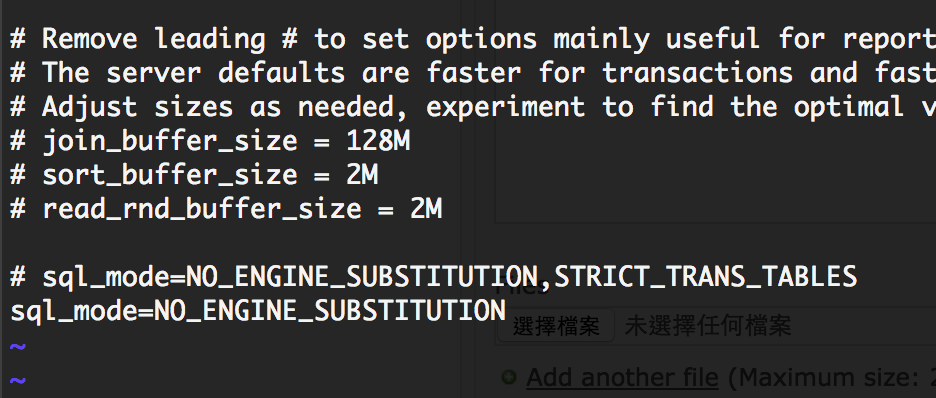 # Remove leading # to set options mainly useful for report
# The server defaults are faster for transactions and fast
# Adjust sizes as needed, experiment to find the optimal v
# join_buffer_size = 128M
# sort_buffer_size = 2M
# read_rnd_buffer_size = 2M
# sql_mode=NO_ENGINE_SUBSTITUTION,STRICT_TRANS_TABLES
Files
sql_mode=NO_ENGINE_SUBSTITUTION
選擇檔案 未選擇任何檔案
~
~
Add another file (Maximum size: 2